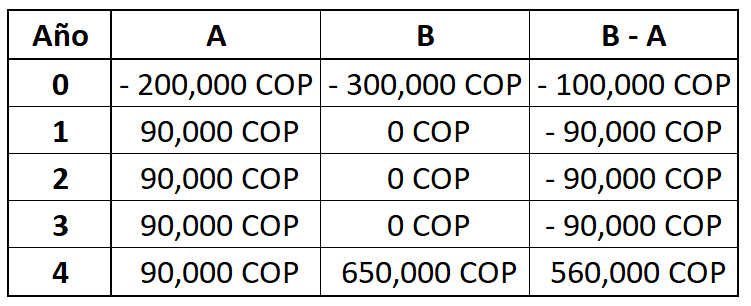 Año A B B - A
0 - 200,000 COP - 300,000 COP - 100,000 COP
1 90,000 COP 0 COP - 90,000 COP
2 90,000 COP 0 COP - 90,000 COP
3 90,000 COP 0 COP - 90,000 COP
4 90,000 COP 650,000 COP 560,000 COP